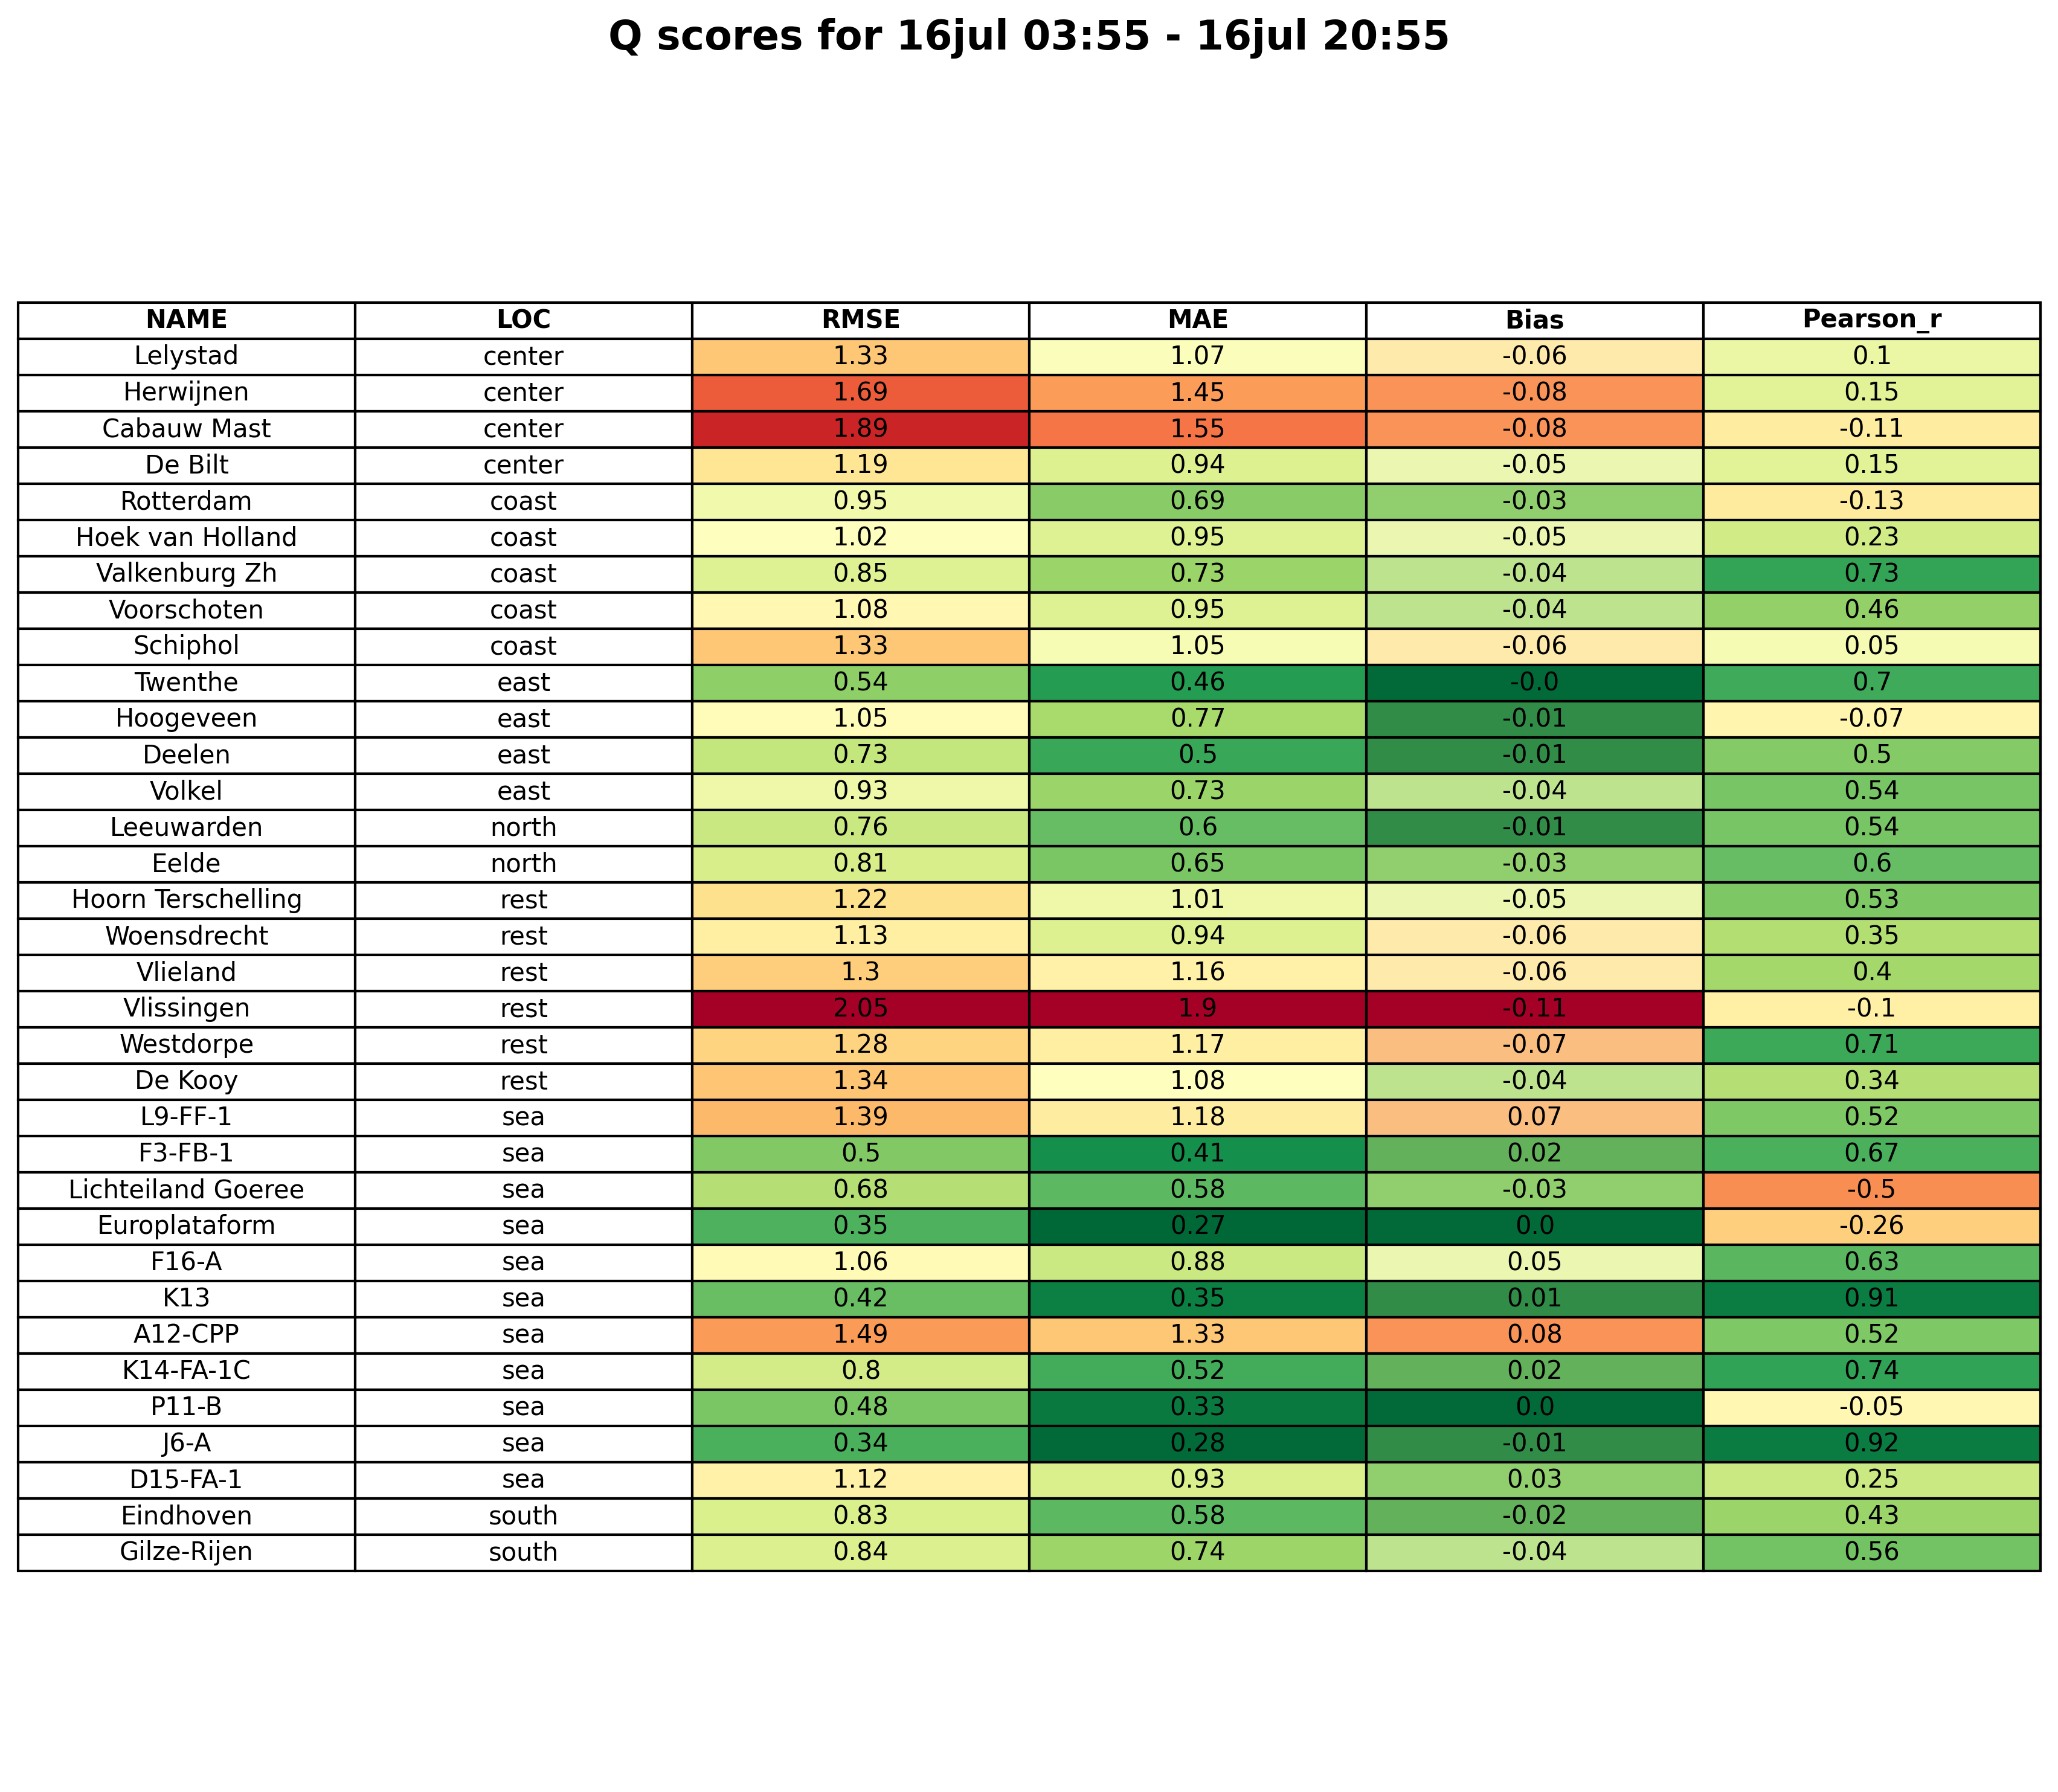 Q scores for 16jul 03:55 - 16jul 20:55
NAME LOC RMSE MAE Bias Pearson_r
Lelystad center 1.33 1.07 -0.06 0.1
Herwijnen center 1.69 1.45 -0.08 0.15
Cabauw Mast center 1.89 1.55 -0.08 -0.11
De Bilt center 1.19 0.94 -0.05 0.15
Rotterdam coast 0.95 0.69 -0.03 -0.13
Hoek van Holland coast 1.02 0.95 -0.05 0.23
Valkenburg Zh coast 0.85 0.73 -0.04 0.73
Voorschoten coast 1.08 0.95 -0.04 0.46
Schiphol coast 1.33 1.05 -0.06 0.05
Twenthe east 0.54 0.46 -0.0 0.7
Hoogeveen east 1.05 0.77 -0.01 -0.07
Deelen east 0.73 0.5 -0.01 0.5
Volkel east 0.93 0.73 -0.04 0.54
Leeuwarden north 0.76 0.6 -0.01 0.54
Eelde north 0.81 0.65 -0.03 0.6
Hoorn Terschelling rest 1.22 1.01 -0.05 0.53
Woensdrecht rest 1.13 0.94 -0.06 0.35
Vlieland rest 1.3 1.16 -0.06 0.4
Vlissingen rest 2.05 1.9 -0.11 -0.1
Westdorpe rest 1.28 1.17 -0.07 0.71
De Kooy rest 1.34 1.08 -0.04 0.34
L9-FF-1 sea 1.39 1.18 0.07 0.52
F3-FB-1 sea 0.5 0.41 0.02 0.67
Lichteiland Goeree sea 0.68 0.58 -0.03 -0.5
Europlataform sea 0.35 0.27 0.0 -0.26
F16-A sea 1.06 0.88 0.05 0.63
K13 sea 0.42 0.35 0.01 0.91
A12-CPP sea 1.49 1.33 0.08 0.52
K14-FA-1C sea 0.8 0.52 0.02 0.74
P11-B sea 0.48 0.33 0.0 -0.05
J6-A sea 0.34 0.28 -0.01 0.92
D15-FA-1 sea 1.12 0.93 0.03 0.25
Eindhoven south 0.83 0.58 -0.02 0.43
Gilze-Rijen south 0.84 0.74 -0.04 0.56